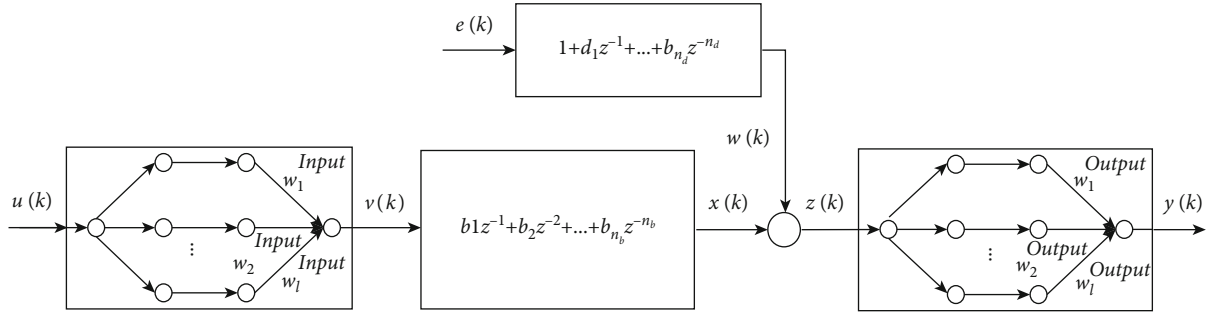 e (k)
1+d₁z⁻¹+...+b_{n_d}z^{−n_d}
w (k)
u (k)
Input
w₁
⋮
Input
w₂
Input
w_l
v (k)
b1z⁻¹+b₂z⁻²+...+b_{n_b}z^{−n_b}
x (k)
z (k)
Output
w₁
⋮
Output
w₂
Output
w_l
y (k)